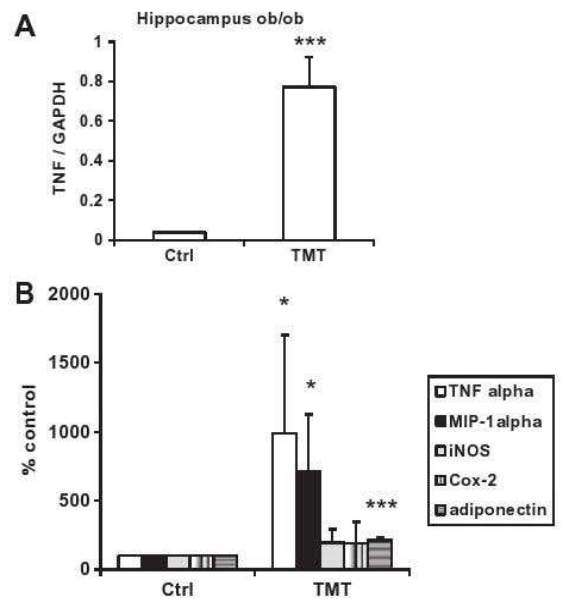 A
Hippocampus ob/ob
***
1
0.8
0.6
0.4
0.2
0
TNF / GAPDH
Ctrl
TMT
B
2000
1500
1000
500
0
% control
*
*
***
Ctrl
TMT
TNF alpha
MIP-1alpha
iNOS
Cox-2
adiponectin